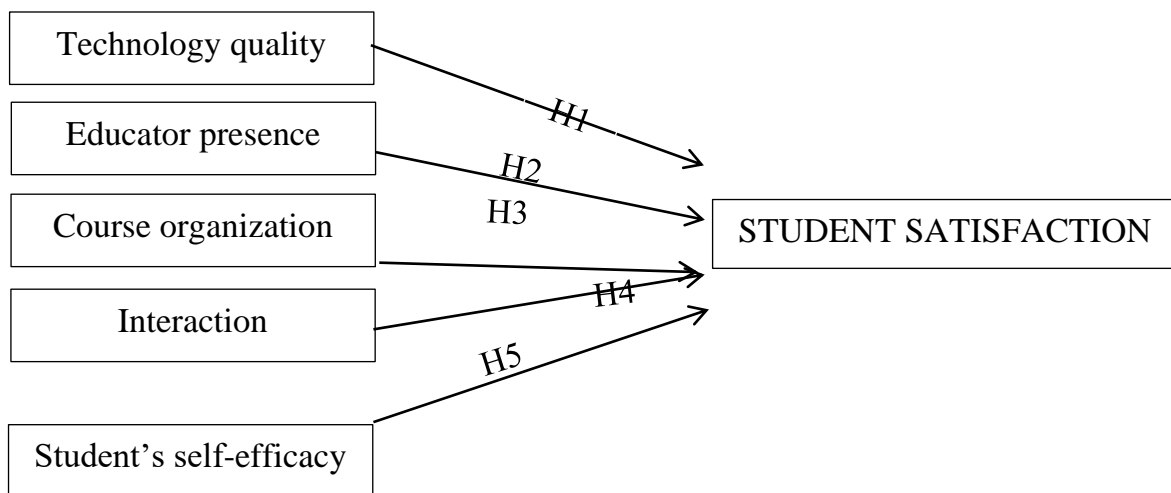 Technology quality
H1
Educator presence
H2
Course organization
H3
STUDENT SATISFACTION
Interaction
H4
H5
Student’s self-efficacy